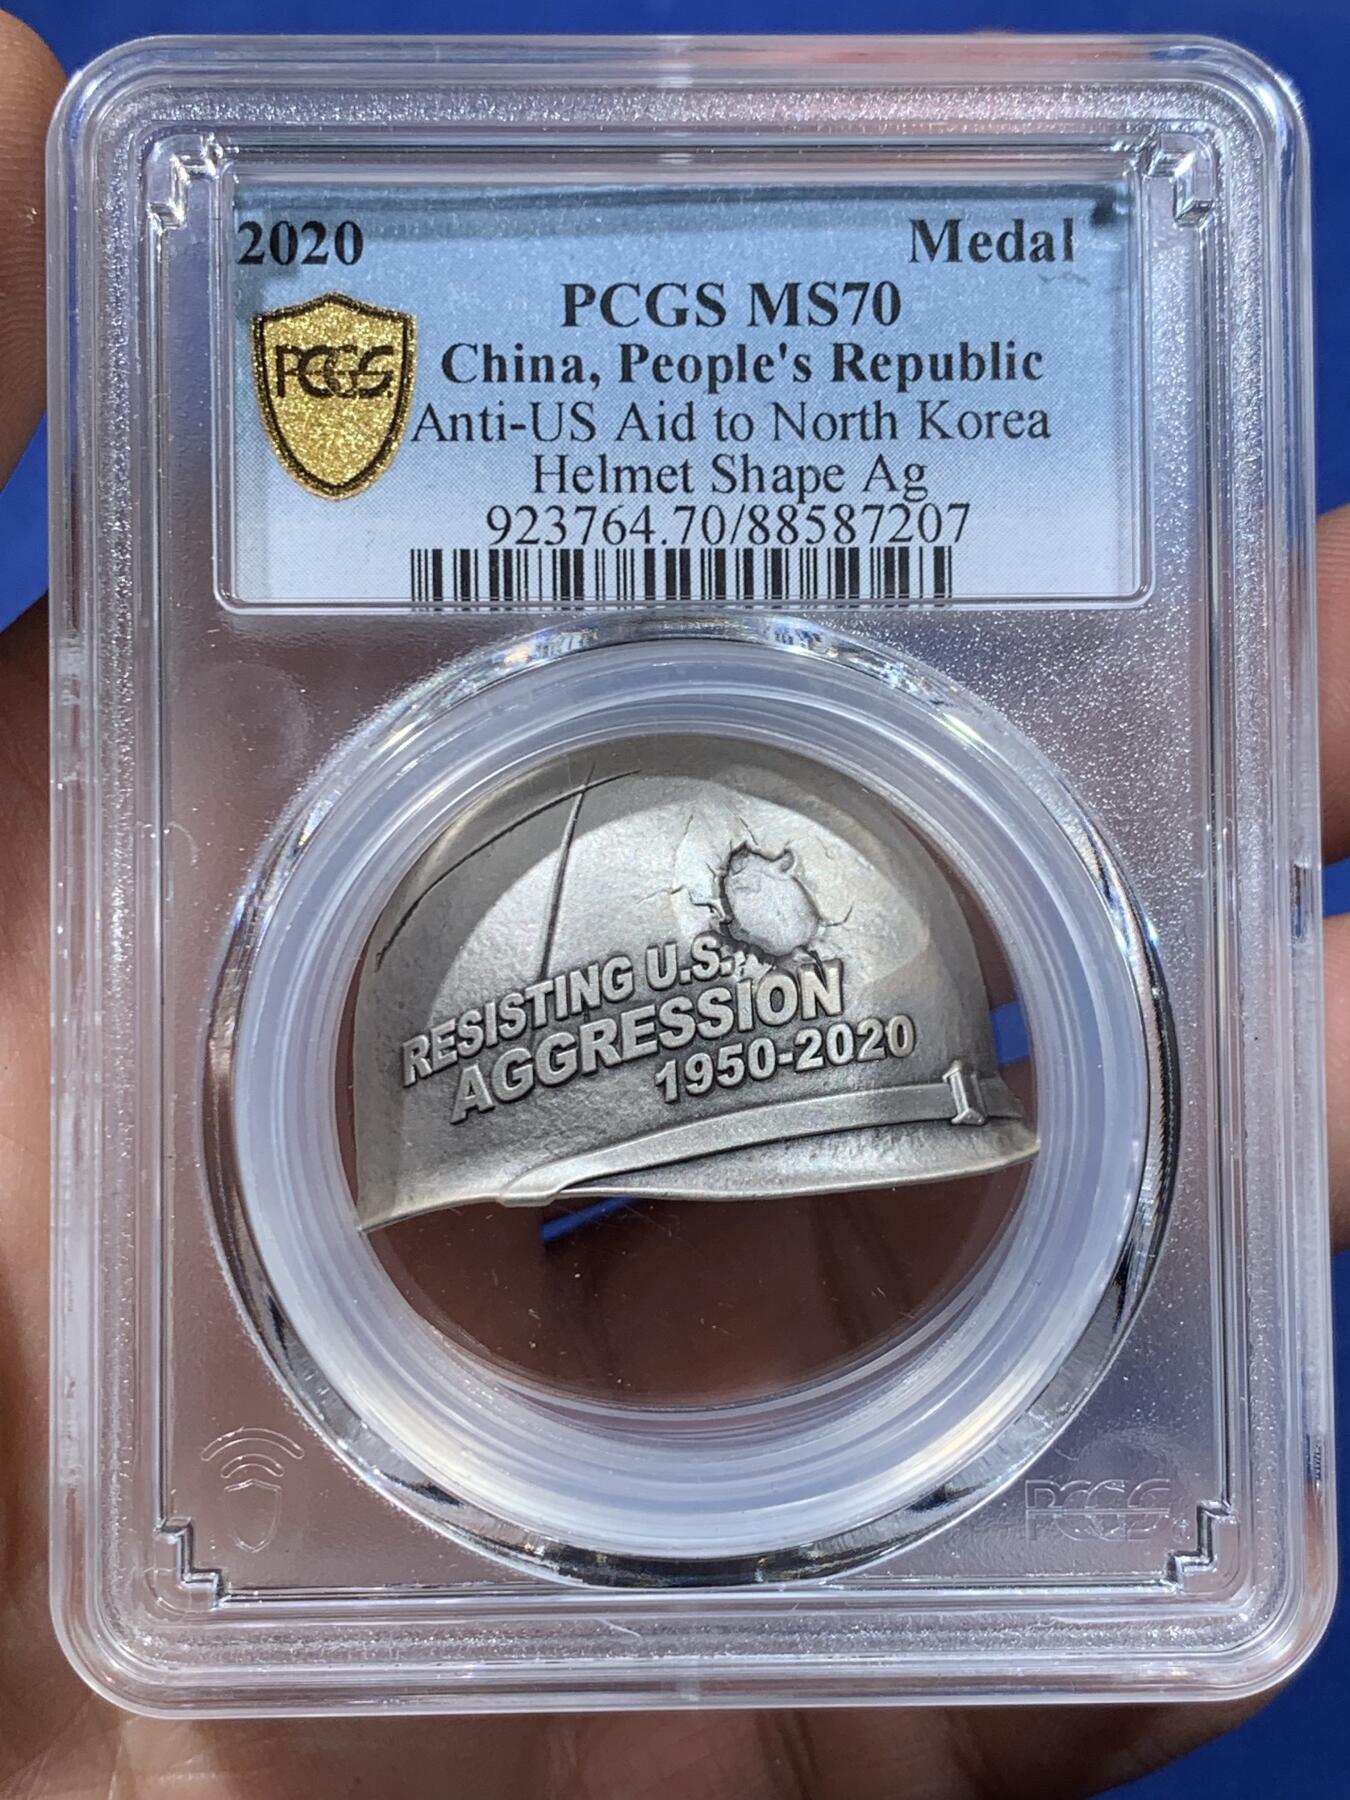 2020 Medal
PCGS MS70
PCGS
China, People's Republic
Anti-US Aid to North Korea
Helmet Shape Ag
923764.70/88587207
RESISTING U.S.
AGGRESSION
1950-2020
PCGS